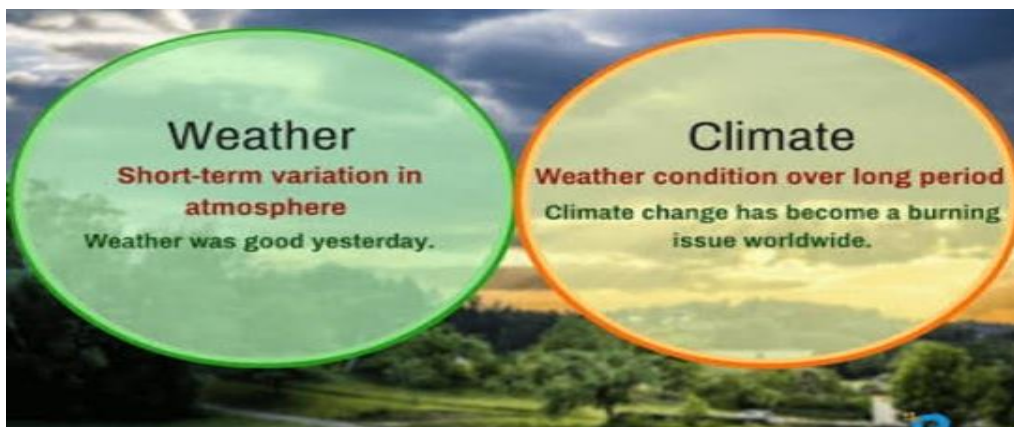 Weather
Short-term variation in
atmosphere
Weather was good yesterday.
Climate
Weather condition over long period
Climate change has become a burning
issue worldwide.